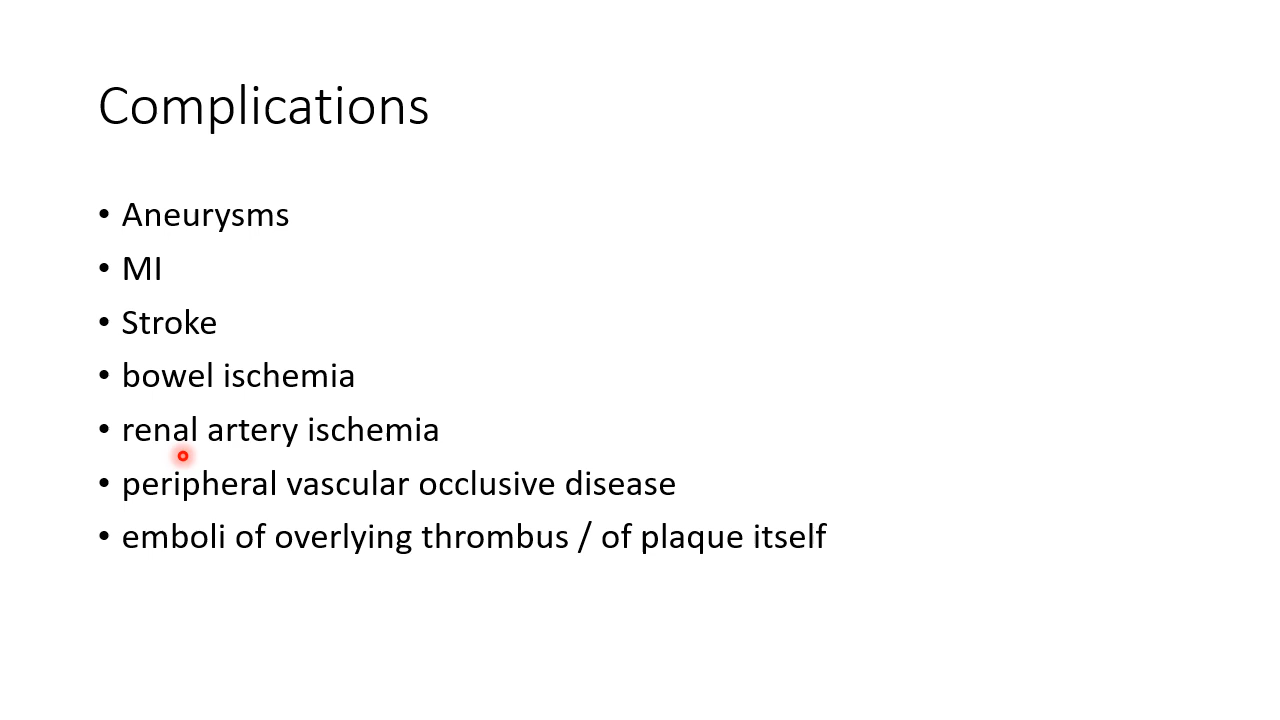 Complications
• Aneurysms
• MI
• Stroke
• bowel ischemia
• renal artery ischemia
• peripheral vascular occlusive disease
• emboli of overlying thrombus / of plaque itself